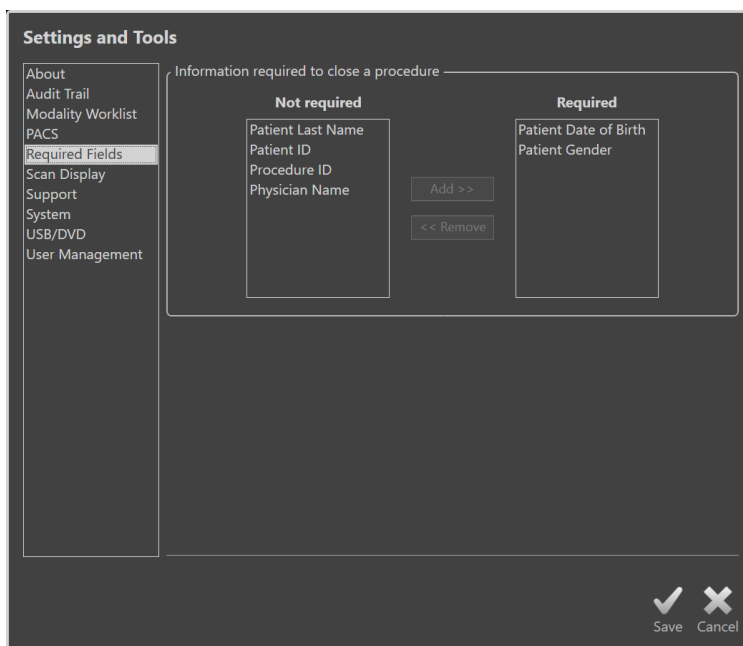 Settings and Tools
About
Audit Trail
Modality Worklist
PACS
Required Fields
Scan Display
Support
System
USB/DVD
User Management
Information required to close a procedure
Not required
Patient Last Name
Patient ID
Procedure ID
Physician Name
Add >>
<< Remove
Required
Patient Date of Birth
Patient Gender
Save
Cancel